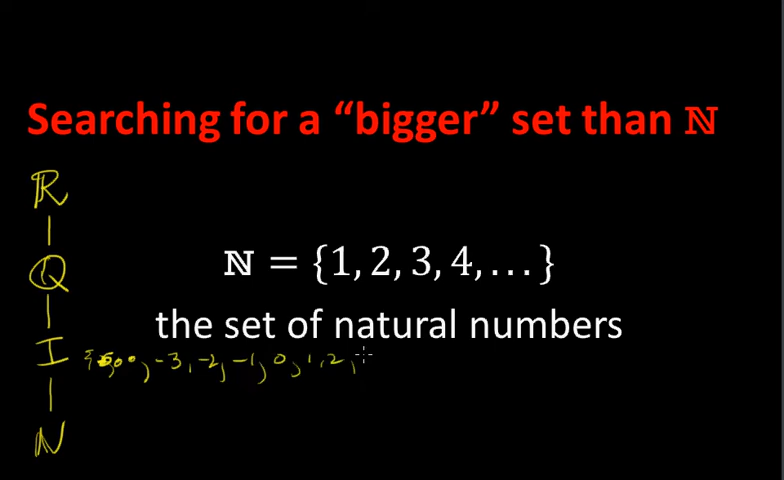 Searching for a “bigger” set than ℕ
R
ℕ = {1, 2, 3, 4, . . . }
Q
the set of natural numbers
I {..., -3, -2, -1, 0, 1, 2,
N